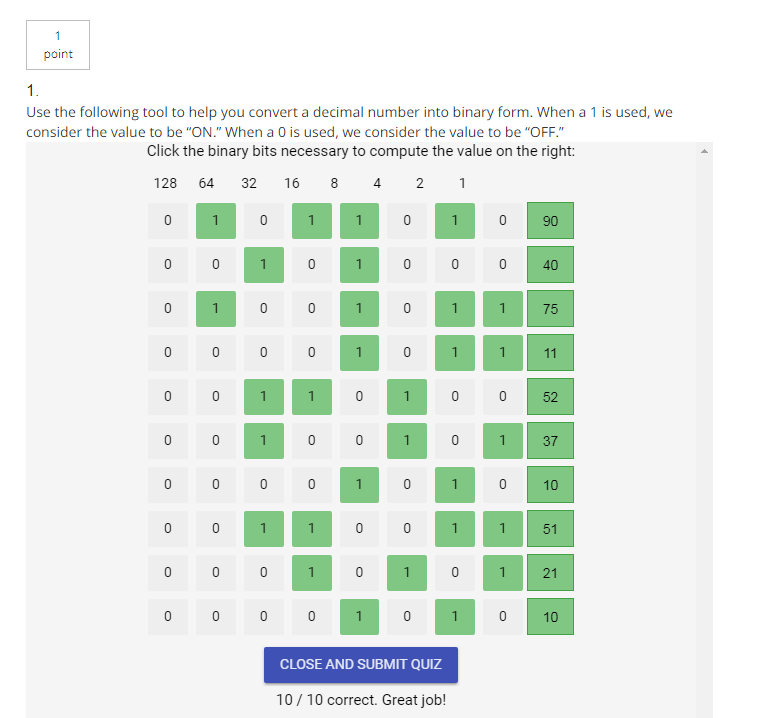 1
point
1.
Use the following tool to help you convert a decimal number into binary form. When a 1 is used, we
consider the value to be “ON.” When a 0 is used, we consider the value to be “OFF.”
Click the binary bits necessary to compute the value on the right:
128 64 32 16 8 4 2 1
0 1 0 1 1 0 1 0 90
0 0 1 0 1 0 0 0 40
0 1 0 0 1 0 1 1 75
0 0 0 0 1 0 1 1 11
0 0 1 1 0 1 0 0 52
0 0 1 0 0 1 0 1 37
0 0 0 0 1 0 1 0 10
0 0 1 1 0 0 1 1 51
0 0 0 1 0 1 0 1 21
0 0 0 0 1 0 1 0 10
CLOSE AND SUBMIT QUIZ
10 / 10 correct. Great job!